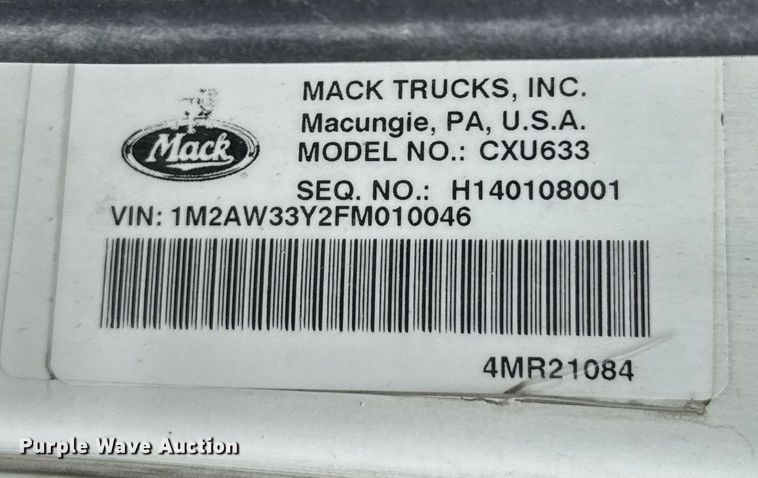 MACK TRUCKS, INC.
Macungie, PA, U.S.A.
Mack
MODEL NO.: CXU633
SEQ. NO.: H140108001
VIN: 1M2AW33Y2FM010046
4MR21084
Purple Wave Auction